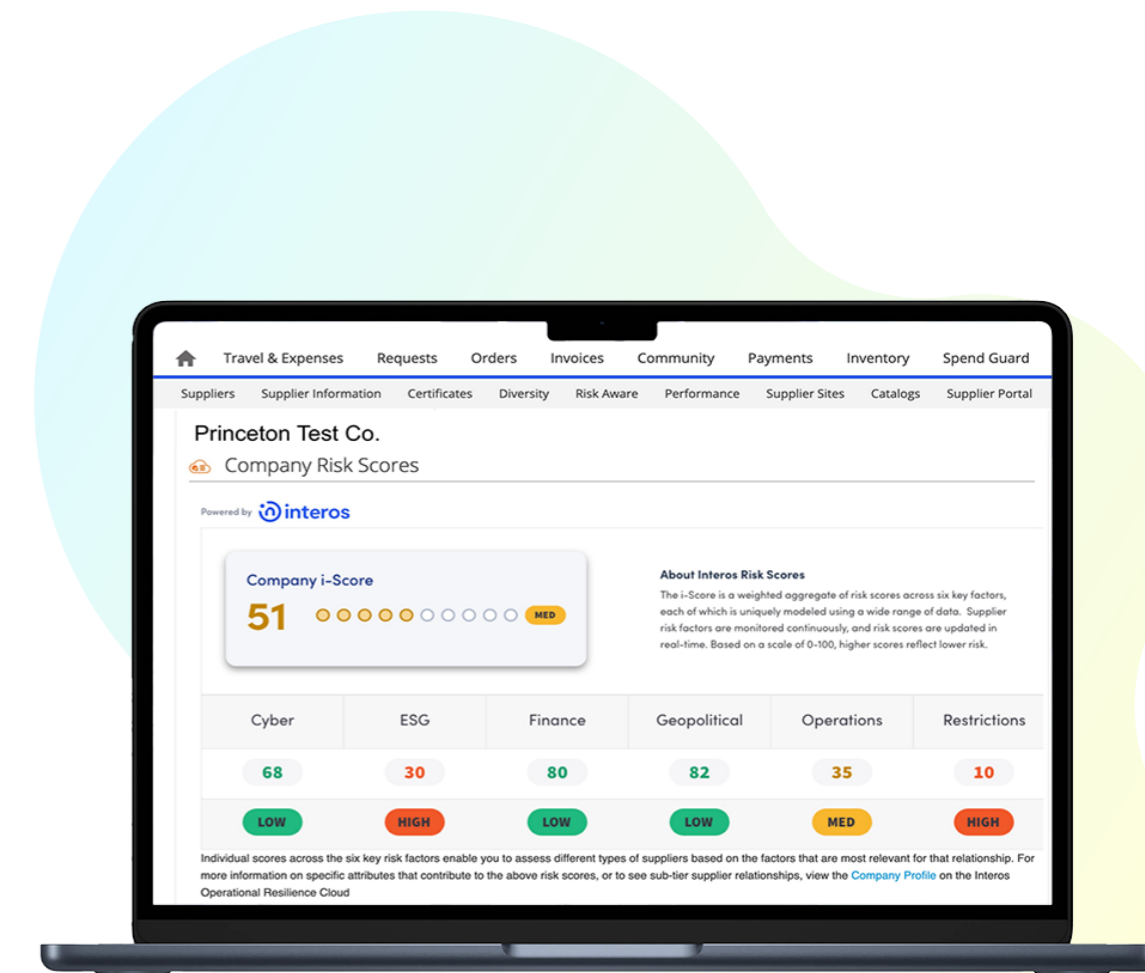 Travel & Expenses Requests Orders Invoices Community Payments Inventory Spend Guard
Suppliers Supplier Information Certificates Diversity Risk Aware Performance Supplier Sites Catalogs Supplier Portal
Princeton Test Co.
Company Risk Scores
Powered by interos
Company i-Score
51 MED
About Interos Risk Scores
The i-Score is a weighted aggregate of risk scores across six key factors,
each of which is uniquely modeled using a wide range of data. Supplier
risk factors are monitored continuously, and risk scores are updated in
real-time. Based on a scale of 0-100, higher scores reflect lower risk.
Cyber ESG Finance Geopolitical Operations Restrictions
68 30 80 82 35 10
LOW HIGH LOW LOW MED HIGH
Individual scores across the six key risk factors enable you to assess different types of suppliers based on the factors that are most relevant for that relationship. For
more information on specific attributes that contribute to the above risk scores, or to see sub-tier supplier relationships, view the Company Profile on the Interos
Operational Resilience Cloud